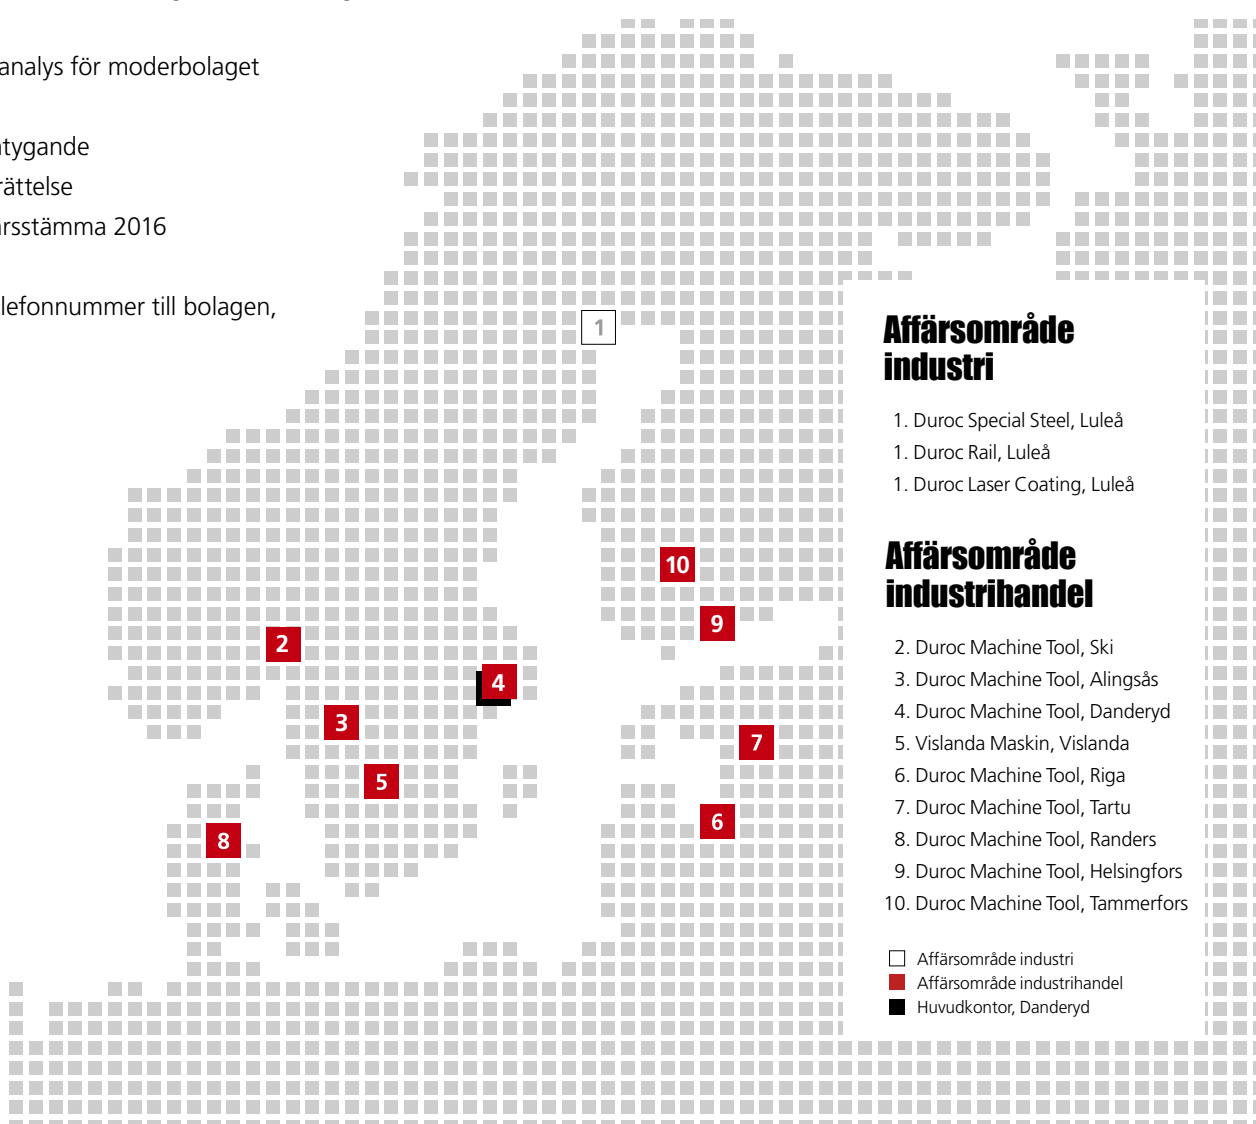 analys för moderbolaget
tygande
rättelse
rsstämma 2016
lefonnummer till bolagen,
1
10
9
2
4
3
7
5
6
8
Affärsområde
industri
1. Duroc Special Steel, Luleå
1. Duroc Rail, Luleå
1. Duroc Laser Coating, Luleå
Affärsområde
industrihandel
2. Duroc Machine Tool, Ski
3. Duroc Machine Tool, Alingsås
4. Duroc Machine Tool, Danderyd
5. Vislanda Maskin, Vislanda
6. Duroc Machine Tool, Riga
7. Duroc Machine Tool, Tartu
8. Duroc Machine Tool, Randers
9. Duroc Machine Tool, Helsingfors
10. Duroc Machine Tool, Tammerfors
Affärsområde industri
Affärsområde industrihandel
Huvudkontor, Danderyd